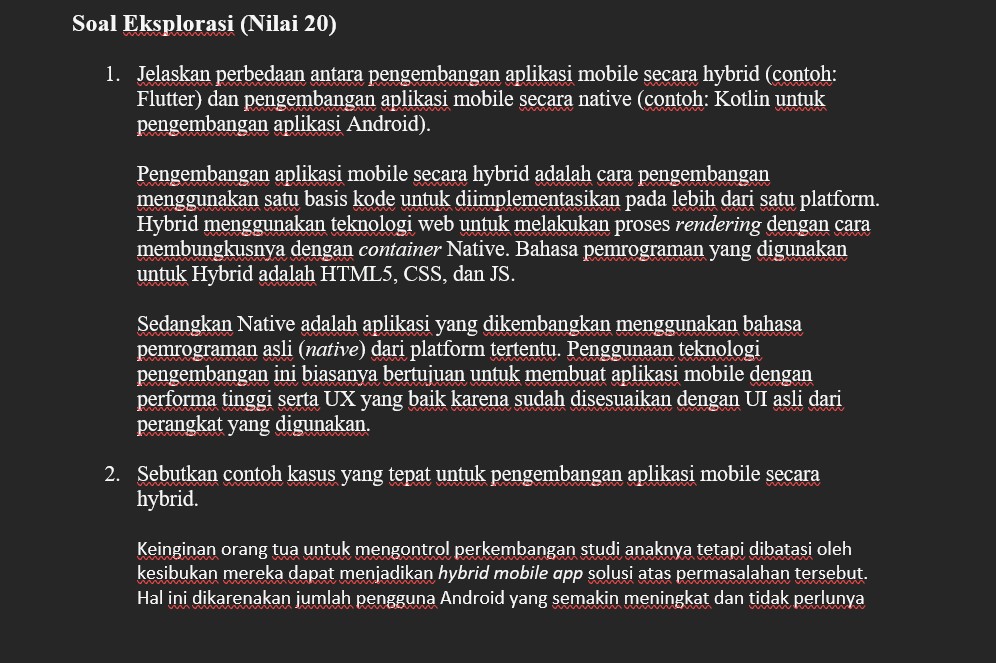 Soal Eksplorasi (Nilai 20)
1. Jelaskan perbedaan antara pengembangan aplikasi mobile secara hybrid (contoh:
Flutter) dan pengembangan aplikasi mobile secara native (contoh: Kotlin untuk
pengembangan aplikasi Android).
Pengembangan aplikasi mobile secara hybrid adalah cara pengembangan
menggunakan satu basis kode untuk diimplementasikan pada lebih dari satu platform.
Hybrid menggunakan teknologi web untuk melakukan proses rendering dengan cara
membungkusnya dengan container Native. Bahasa pemrograman yang digunakan
untuk Hybrid adalah HTML5, CSS, dan JS.
Sedangkan Native adalah aplikasi yang dikembangkan menggunakan bahasa
pemrograman asli (native) dari platform tertentu. Penggunaan teknologi
pengembangan ini biasanya bertujuan untuk membuat aplikasi mobile dengan
performa tinggi serta UX yang baik karena sudah disesuaikan dengan UI asli dari
perangkat yang digunakan.
2. Sebutkan contoh kasus yang tepat untuk pengembangan aplikasi mobile secara
hybrid.
Keinginan orang tua untuk mengontrol perkembangan studi anaknya tetapi dibatasi oleh
kesibukan mereka dapat menjadikan hybrid mobile app solusi atas permasalahan tersebut.
Hal ini dikarenakan jumlah pengguna Android yang semakin meningkat dan tidak perlunya